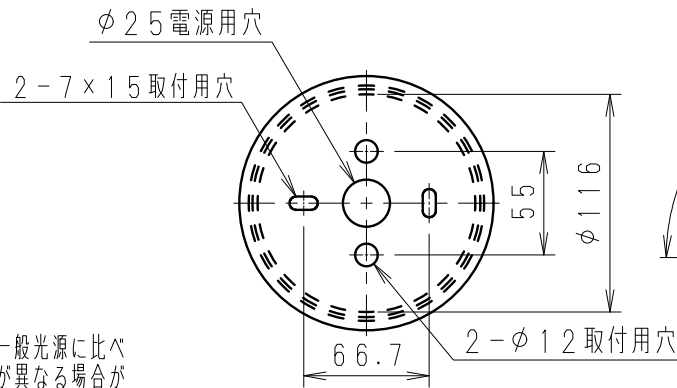 φ25電源用穴
2-7×15取付用穴
55
φ116
2-φ12取付用穴
66.7
一般光源に比べ
が異なる場合が